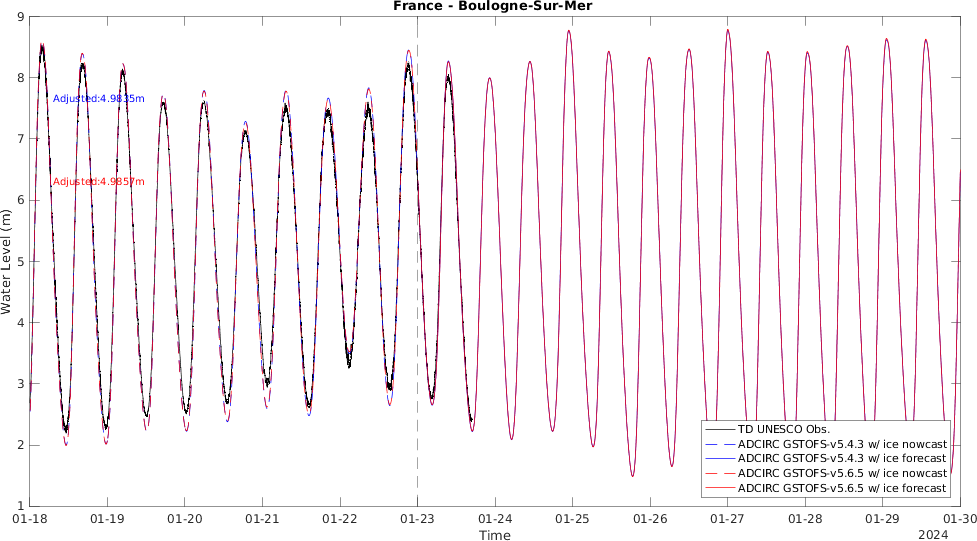 France - Boulogne-Sur-Mer
9
8
7
6
5
4
3
2
1
Water Level (m)
Adjusted:4.9835m
Adjusted:4.9857m
TD UNESCO Obs.
ADCIRC GSTOFS-v5.4.3 w/ ice nowcast
ADCIRC GSTOFS-v5.4.3 w/ ice forecast
ADCIRC GSTOFS-v5.6.5 w/ ice nowcast
ADCIRC GSTOFS-v5.6.5 w/ ice forecast
01-18 01-19 01-20 01-21 01-22 01-23 01-24 01-25 01-26 01-27 01-28 01-29 01-30
Time
2024